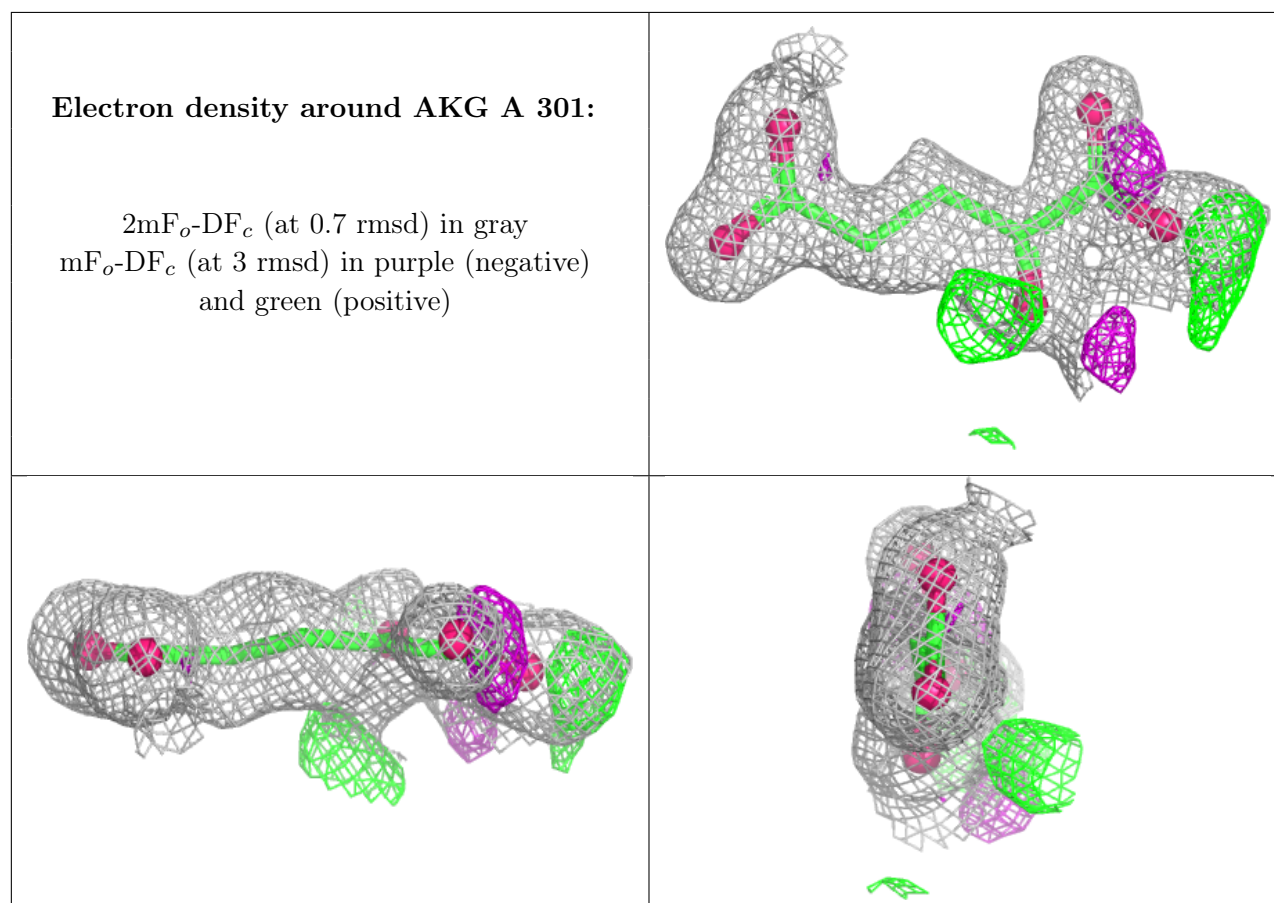 Electron density around AKG A 301:
2mFₒ-DF𝒸 (at 0.7 rmsd) in gray
mFₒ-DF𝒸 (at 3 rmsd) in purple (negative)
and green (positive)